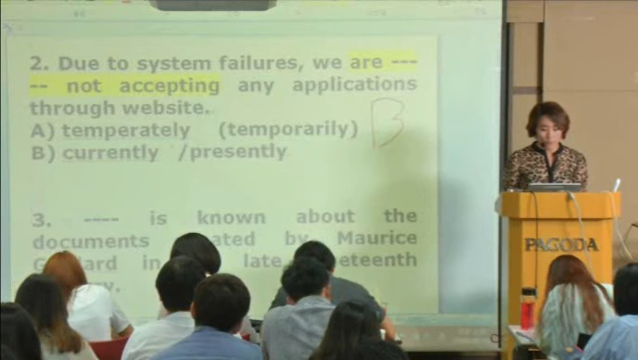 2. Due to system failures, we are ---
-- not accepting any applications
through website.
A) temperately (temporarily)
B) currently /presently
B
3. ---- is known about the
documents by Maurice
in late
PAGODA